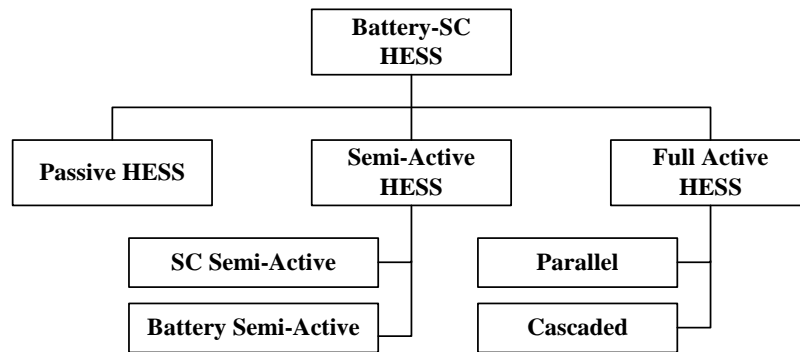 Battery-SC
HESS
Passive HESS
Semi-Active
HESS
Full Active
HESS
SC Semi-Active
Battery Semi-Active
Parallel
Cascaded